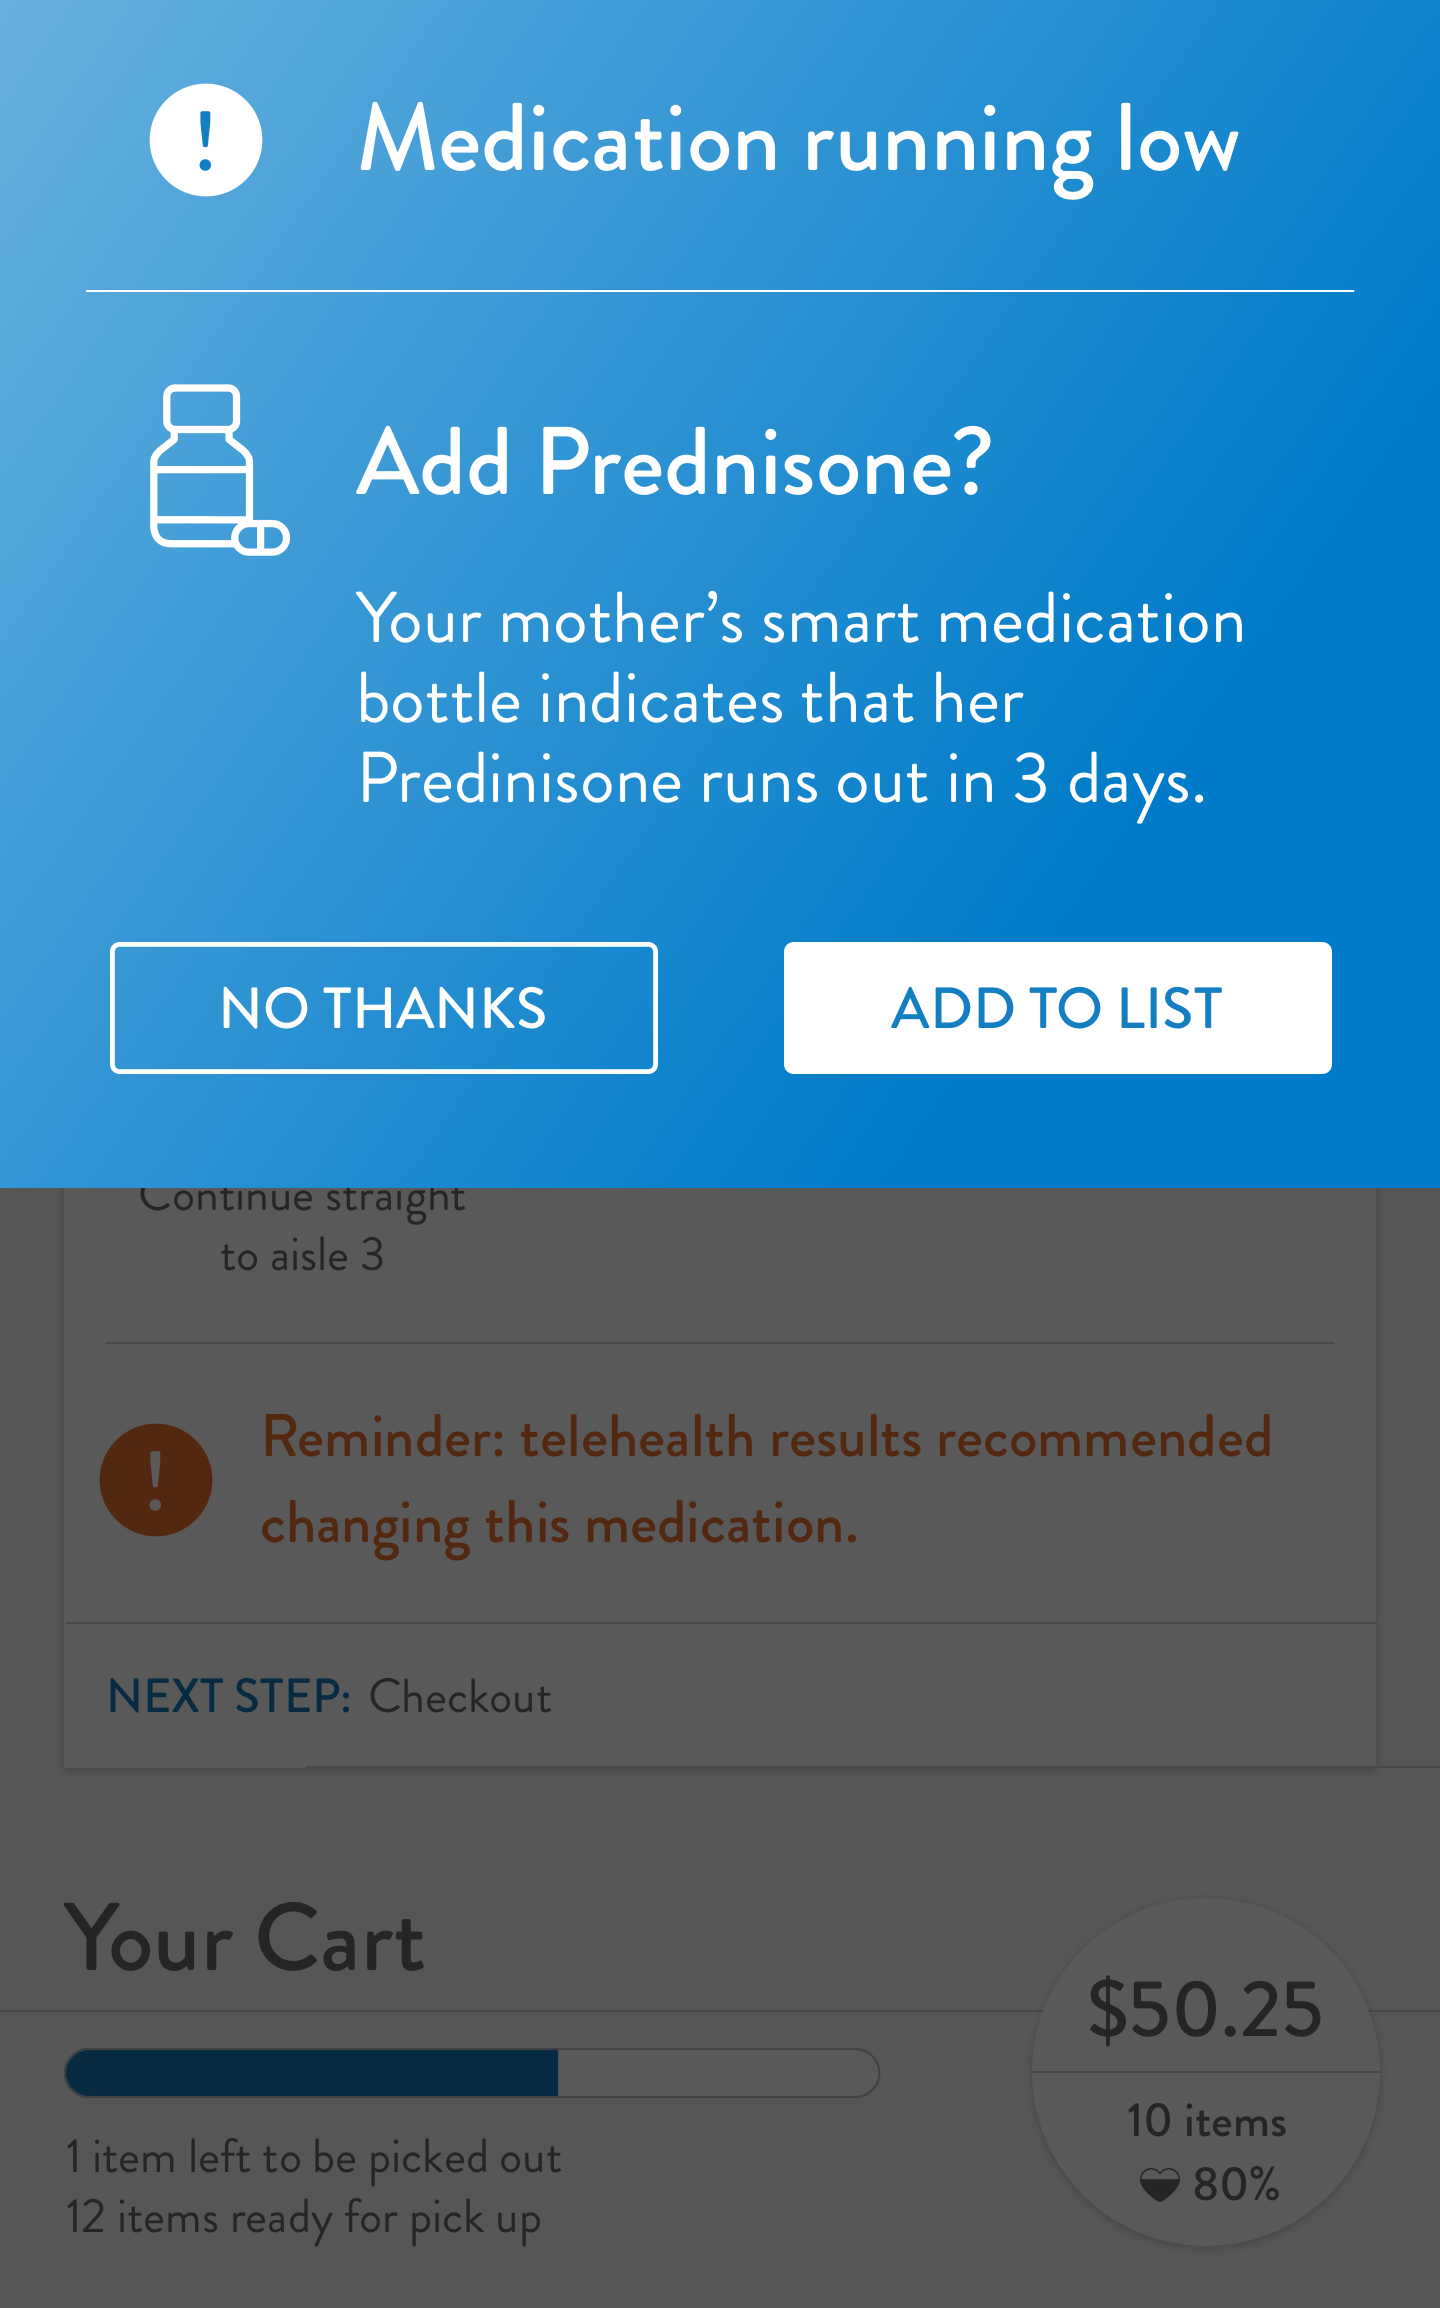 Medication running low
Add Prednisone?
Your mother’s smart medication
bottle indicates that her
Predinisone runs out in 3 days.
NO THANKS
ADD TO LIST
Continue straight
to aisle 3
Reminder: telehealth results recommended
changing this medication.
NEXT STEP: Checkout
Your Cart
$50.25
10 items
80%
1 item left to be picked out
12 items ready for pick up